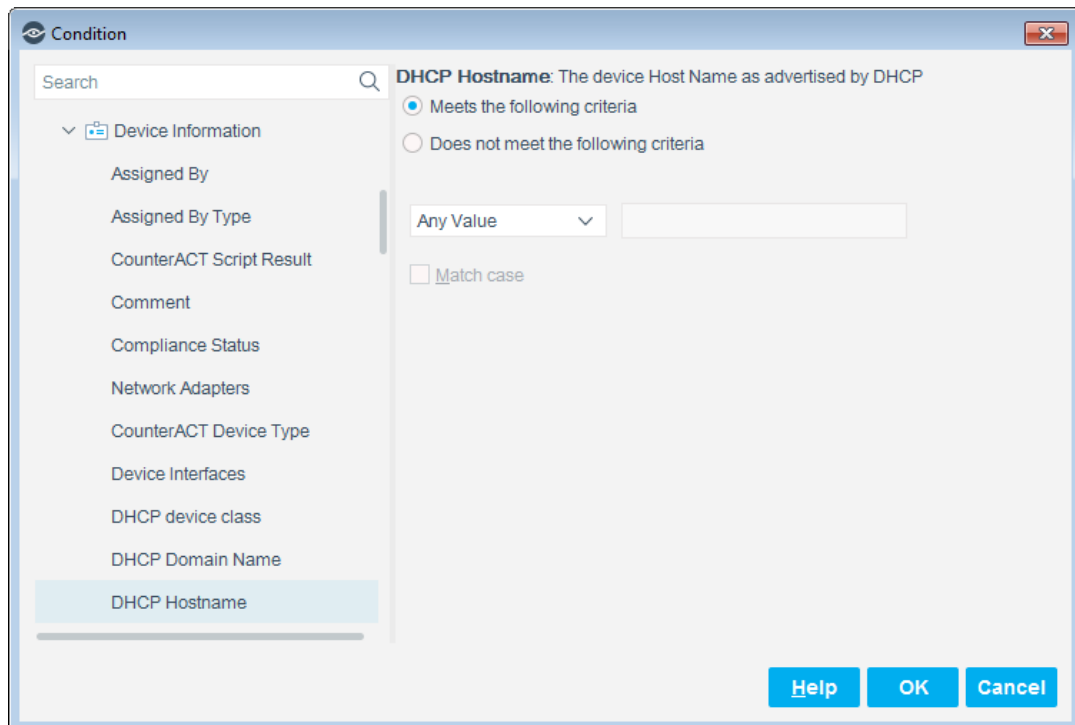 Condition
Search
Device Information
Assigned By
Assigned By Type
CounterACT Script Result
Comment
Compliance Status
Network Adapters
CounterACT Device Type
Device Interfaces
DHCP device class
DHCP Domain Name
DHCP Hostname
DHCP Hostname: The device Host Name as advertised by DHCP
Meets the following criteria
Does not meet the following criteria
Any Value
Match case
Help
OK
Cancel